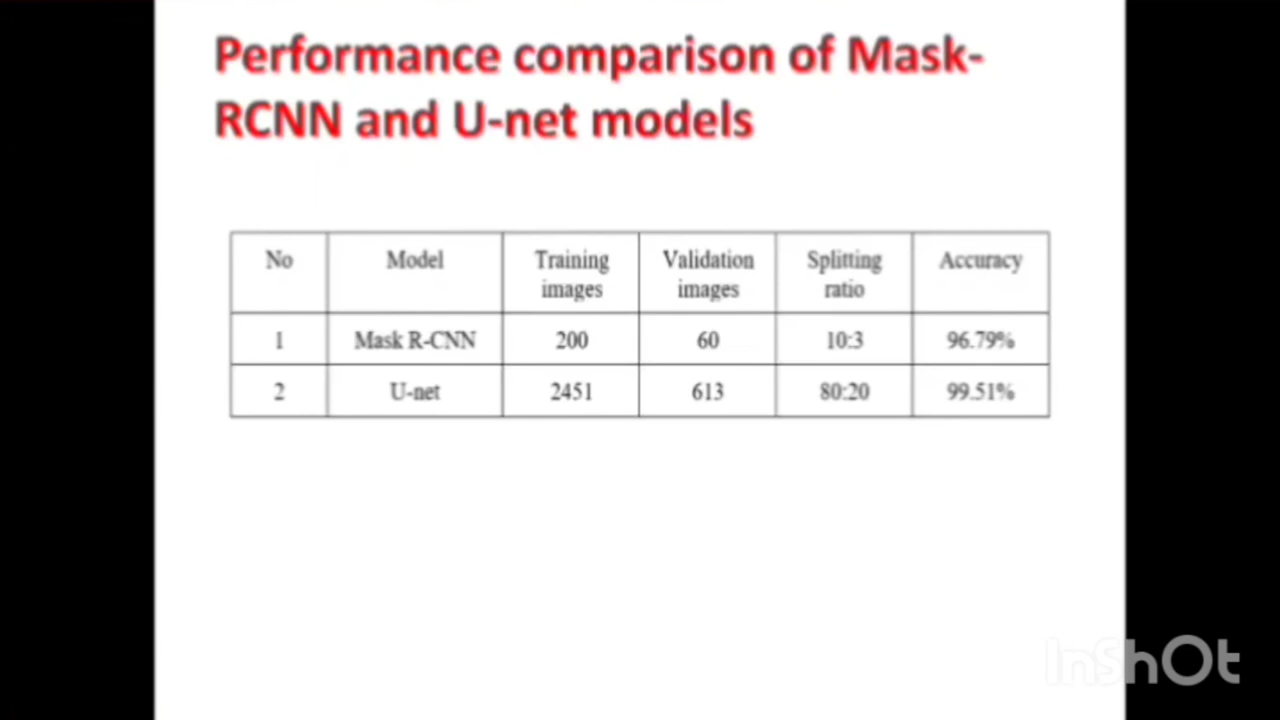 Performance comparison of Mask-
RCNN and U-net models
No Model Training images Validation images Splitting ratio Accuracy
1 Mask R-CNN 200 60 10:3 96.79%
2 U-net 2451 613 80:20 99.51%
InShOt